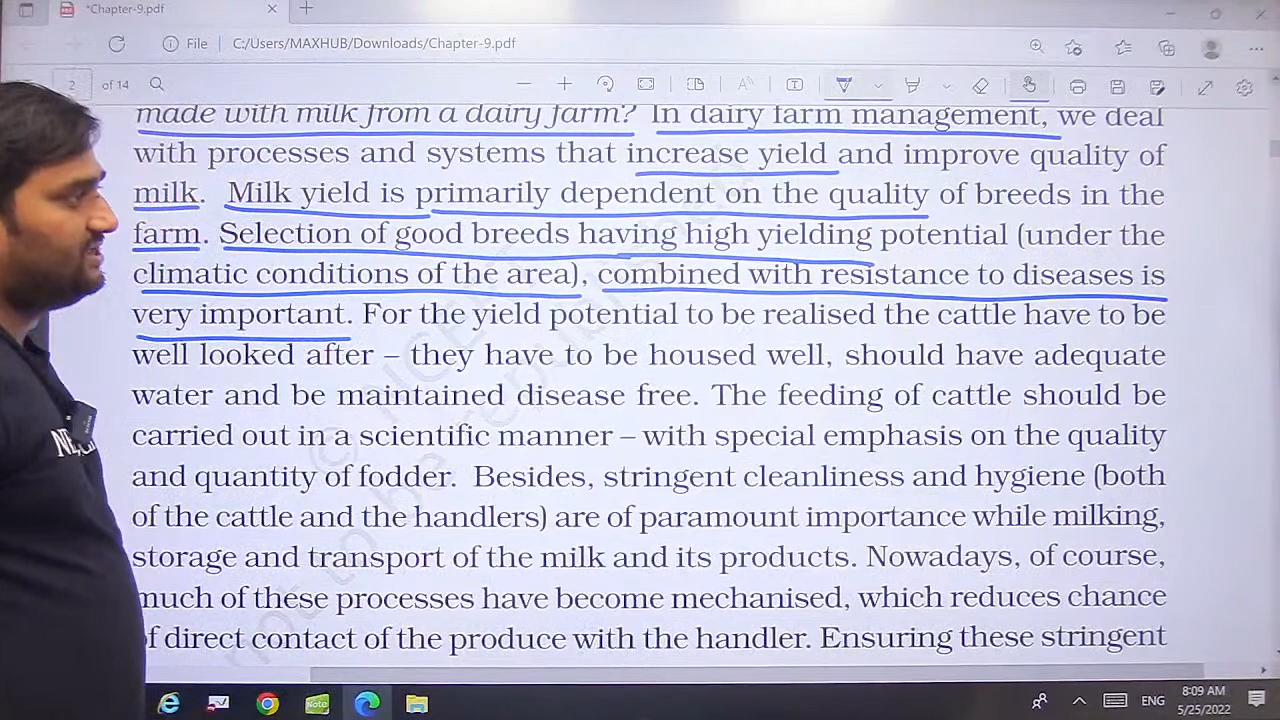 *Chapter-9.pdf
File C:/Users/MAXHUB/Downloads/Chapter-9.pdf
2 of 14
made with milk from a dairy farm? In dairy farm management, we deal
with processes and systems that increase yield and improve quality of
milk. Milk yield is primarily dependent on the quality of breeds in the
farm. Selection of good breeds having high yielding potential (under the
climatic conditions of the area), combined with resistance to diseases is
very important. For the yield potential to be realised the cattle have to be
well looked after – they have to be housed well, should have adequate
water and be maintained disease free. The feeding of cattle should be
carried out in a scientific manner – with special emphasis on the quality
and quantity of fodder. Besides, stringent cleanliness and hygiene (both
of the cattle and the handlers) are of paramount importance while milking,
storage and transport of the milk and its products. Nowadays, of course,
much of these processes have become mechanised, which reduces chance
of direct contact of the produce with the handler. Ensuring these stringent
Note
ENG
8:09 AM
5/25/2022